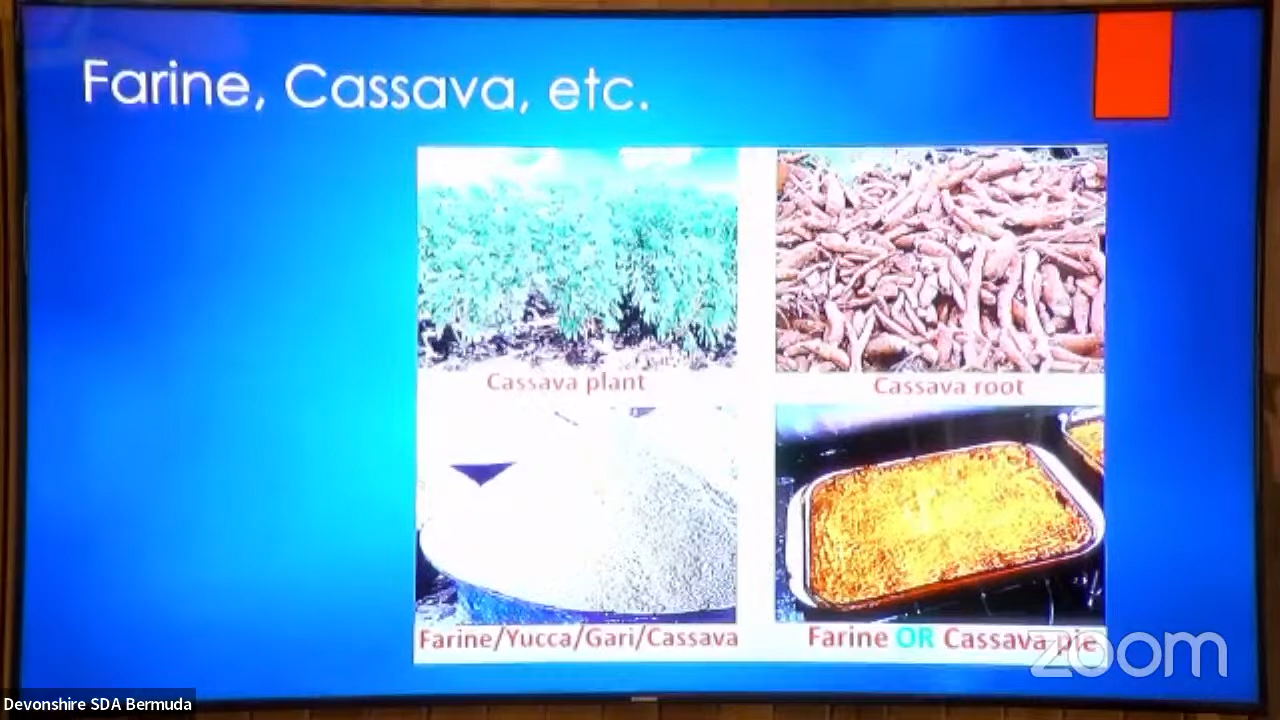 Farine, Cassava, etc.
Cassava plant
Cassava root
Farine/Yucca/Gari/Cassava
Farine OR Cassava pie
zoom
Devonshire SDA Bermuda